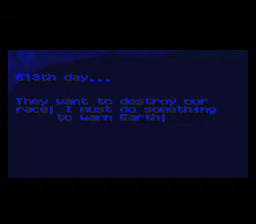 813th day...
They want to destroy our
race! I must do something
to warn Earth!